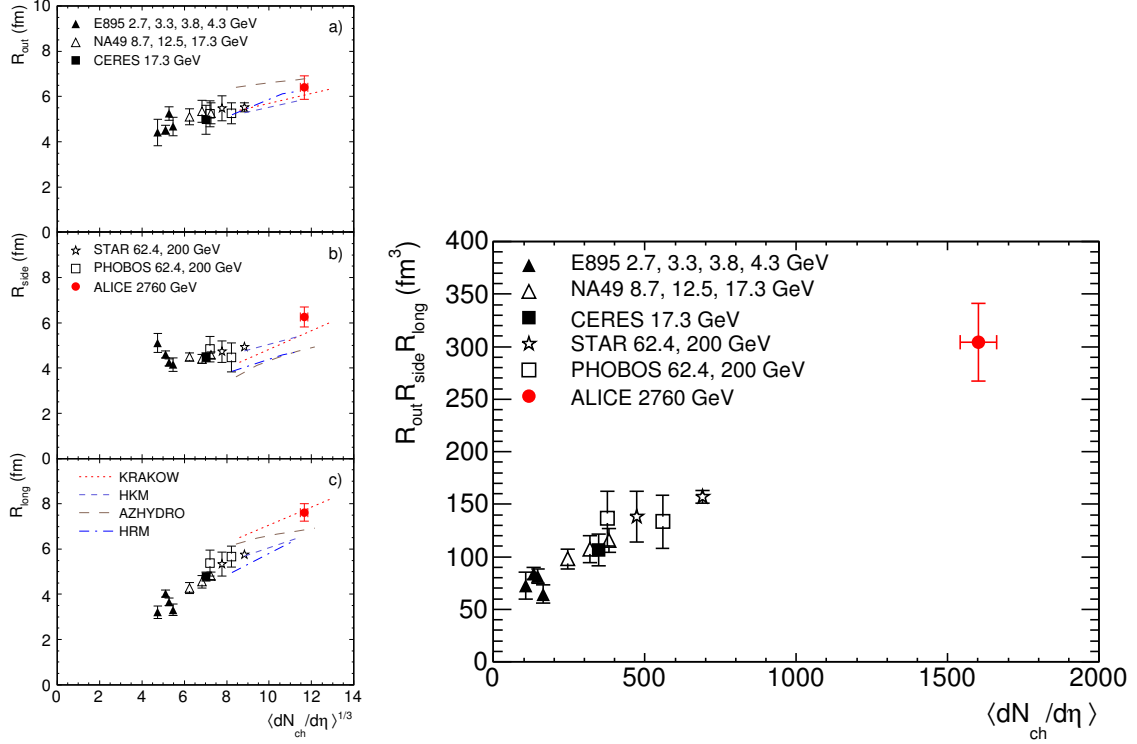 10
8
6
4
2
0
R_out (fm)
a)
E895 2.7, 3.3, 3.8, 4.3 GeV
NA49 8.7, 12.5, 17.3 GeV
CERES 17.3 GeV
8
6
4
2
0
R_side (fm)
b)
STAR 62.4, 200 GeV
PHOBOS 62.4, 200 GeV
ALICE 2760 GeV
8
6
4
2
0
R_long (fm)
c)
KRAKOW
HKM
AZHYDRO
HRM
0 2 4 6 8 10 12 14
⟨dN_ch/dη⟩^1/3
400
350
300
250
200
150
100
50
0
R_out R_side R_long (fm³)
E895 2.7, 3.3, 3.8, 4.3 GeV
NA49 8.7, 12.5, 17.3 GeV
CERES 17.3 GeV
STAR 62.4, 200 GeV
PHOBOS 62.4, 200 GeV
ALICE 2760 GeV
0 500 1000 1500 2000
⟨dN_ch/dη⟩